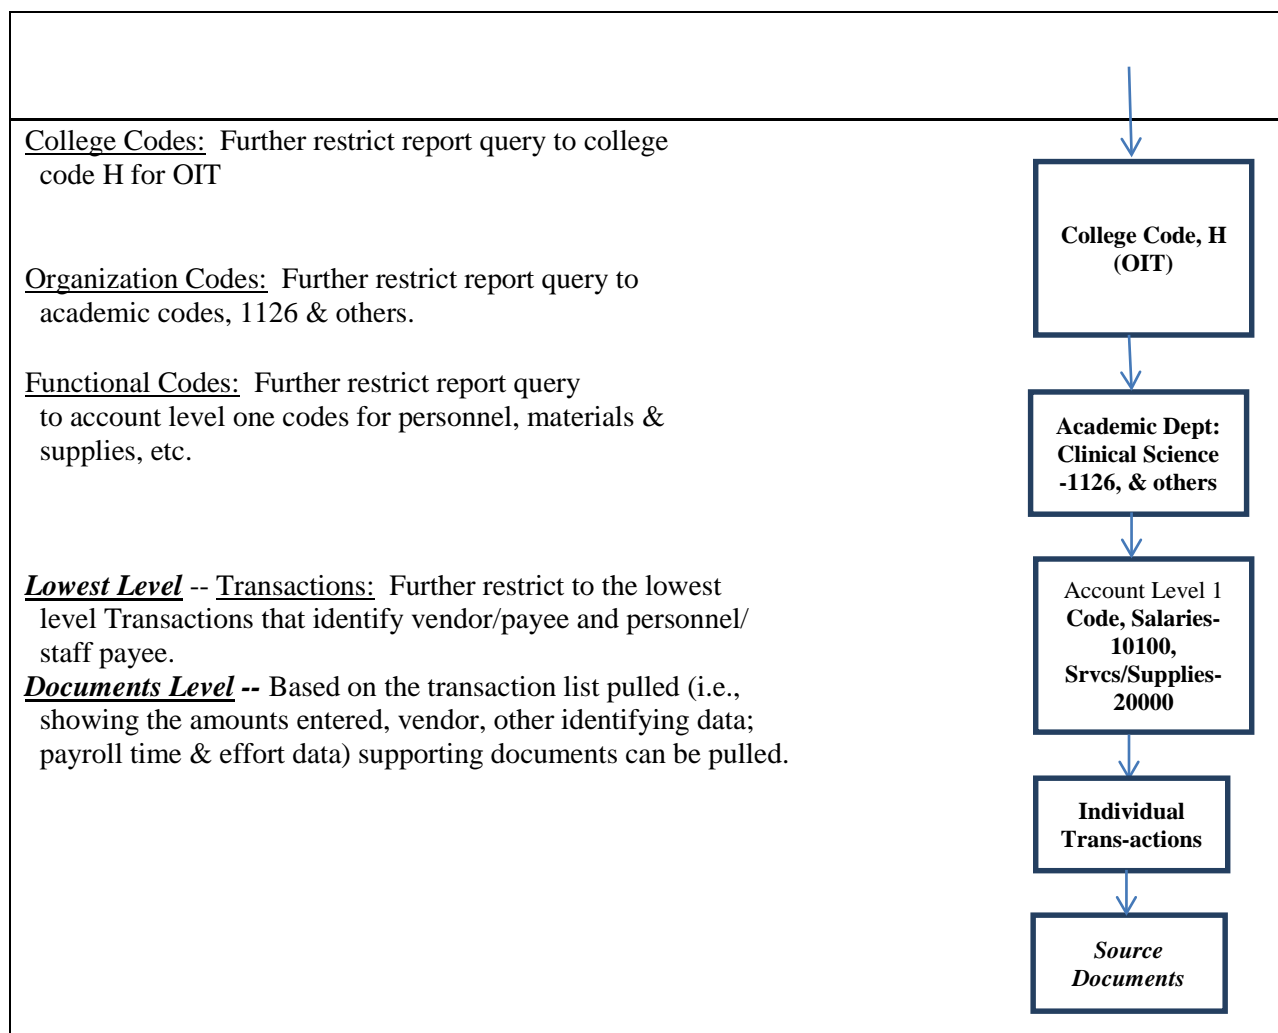 College Codes:  Further restrict report query to college
code H for OIT
Organization Codes:  Further restrict report query to
academic codes, 1126 & others.
Functional Codes:  Further restrict report query
to account level one codes for personnel, materials &
supplies, etc.
Lowest Level -- Transactions:  Further restrict to the lowest
level Transactions that identify vendor/payee and personnel/
staff payee.
Documents Level -- Based on the transaction list pulled (i.e.,
showing the amounts entered, vendor, other identifying data;
payroll time & effort data) supporting documents can be pulled.
College Code, H
(OIT)
Academic Dept:
Clinical Science
-1126, & others
Account Level 1
Code, Salaries-
10100,
Srvcs/Supplies-
20000
Individual
Trans-actions
Source
Documents